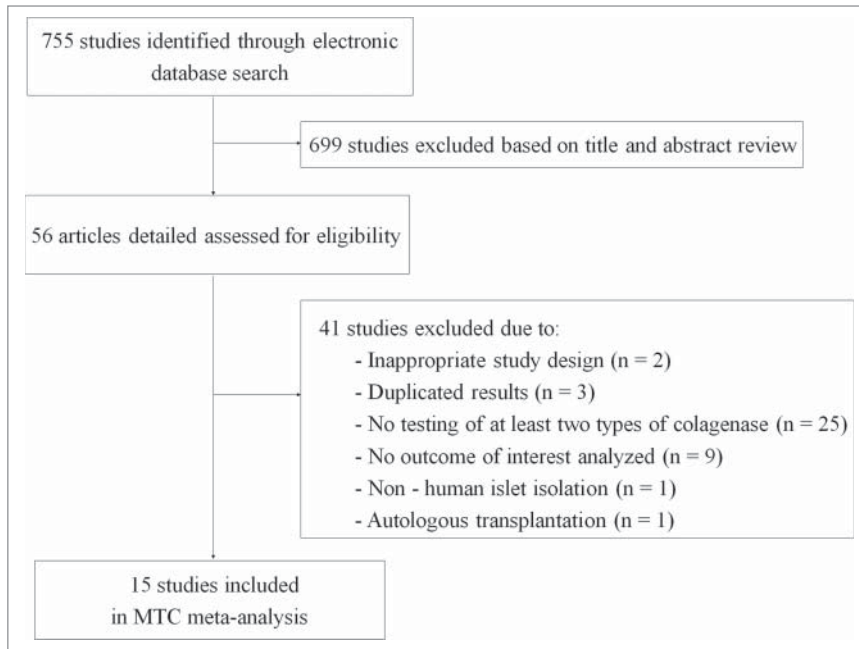 755 studies identified through electronic
database search
699 studies excluded based on title and abstract review
56 articles detailed assessed for eligibility
41 studies excluded due to:
- Inappropriate study design (n = 2)
- Duplicated results (n = 3)
- No testing of at least two types of colagenase (n = 25)
- No outcome of interest analyzed (n = 9)
- Non - human islet isolation (n = 1)
- Autologous transplantation (n = 1)
15 studies included
in MTC meta-analysis